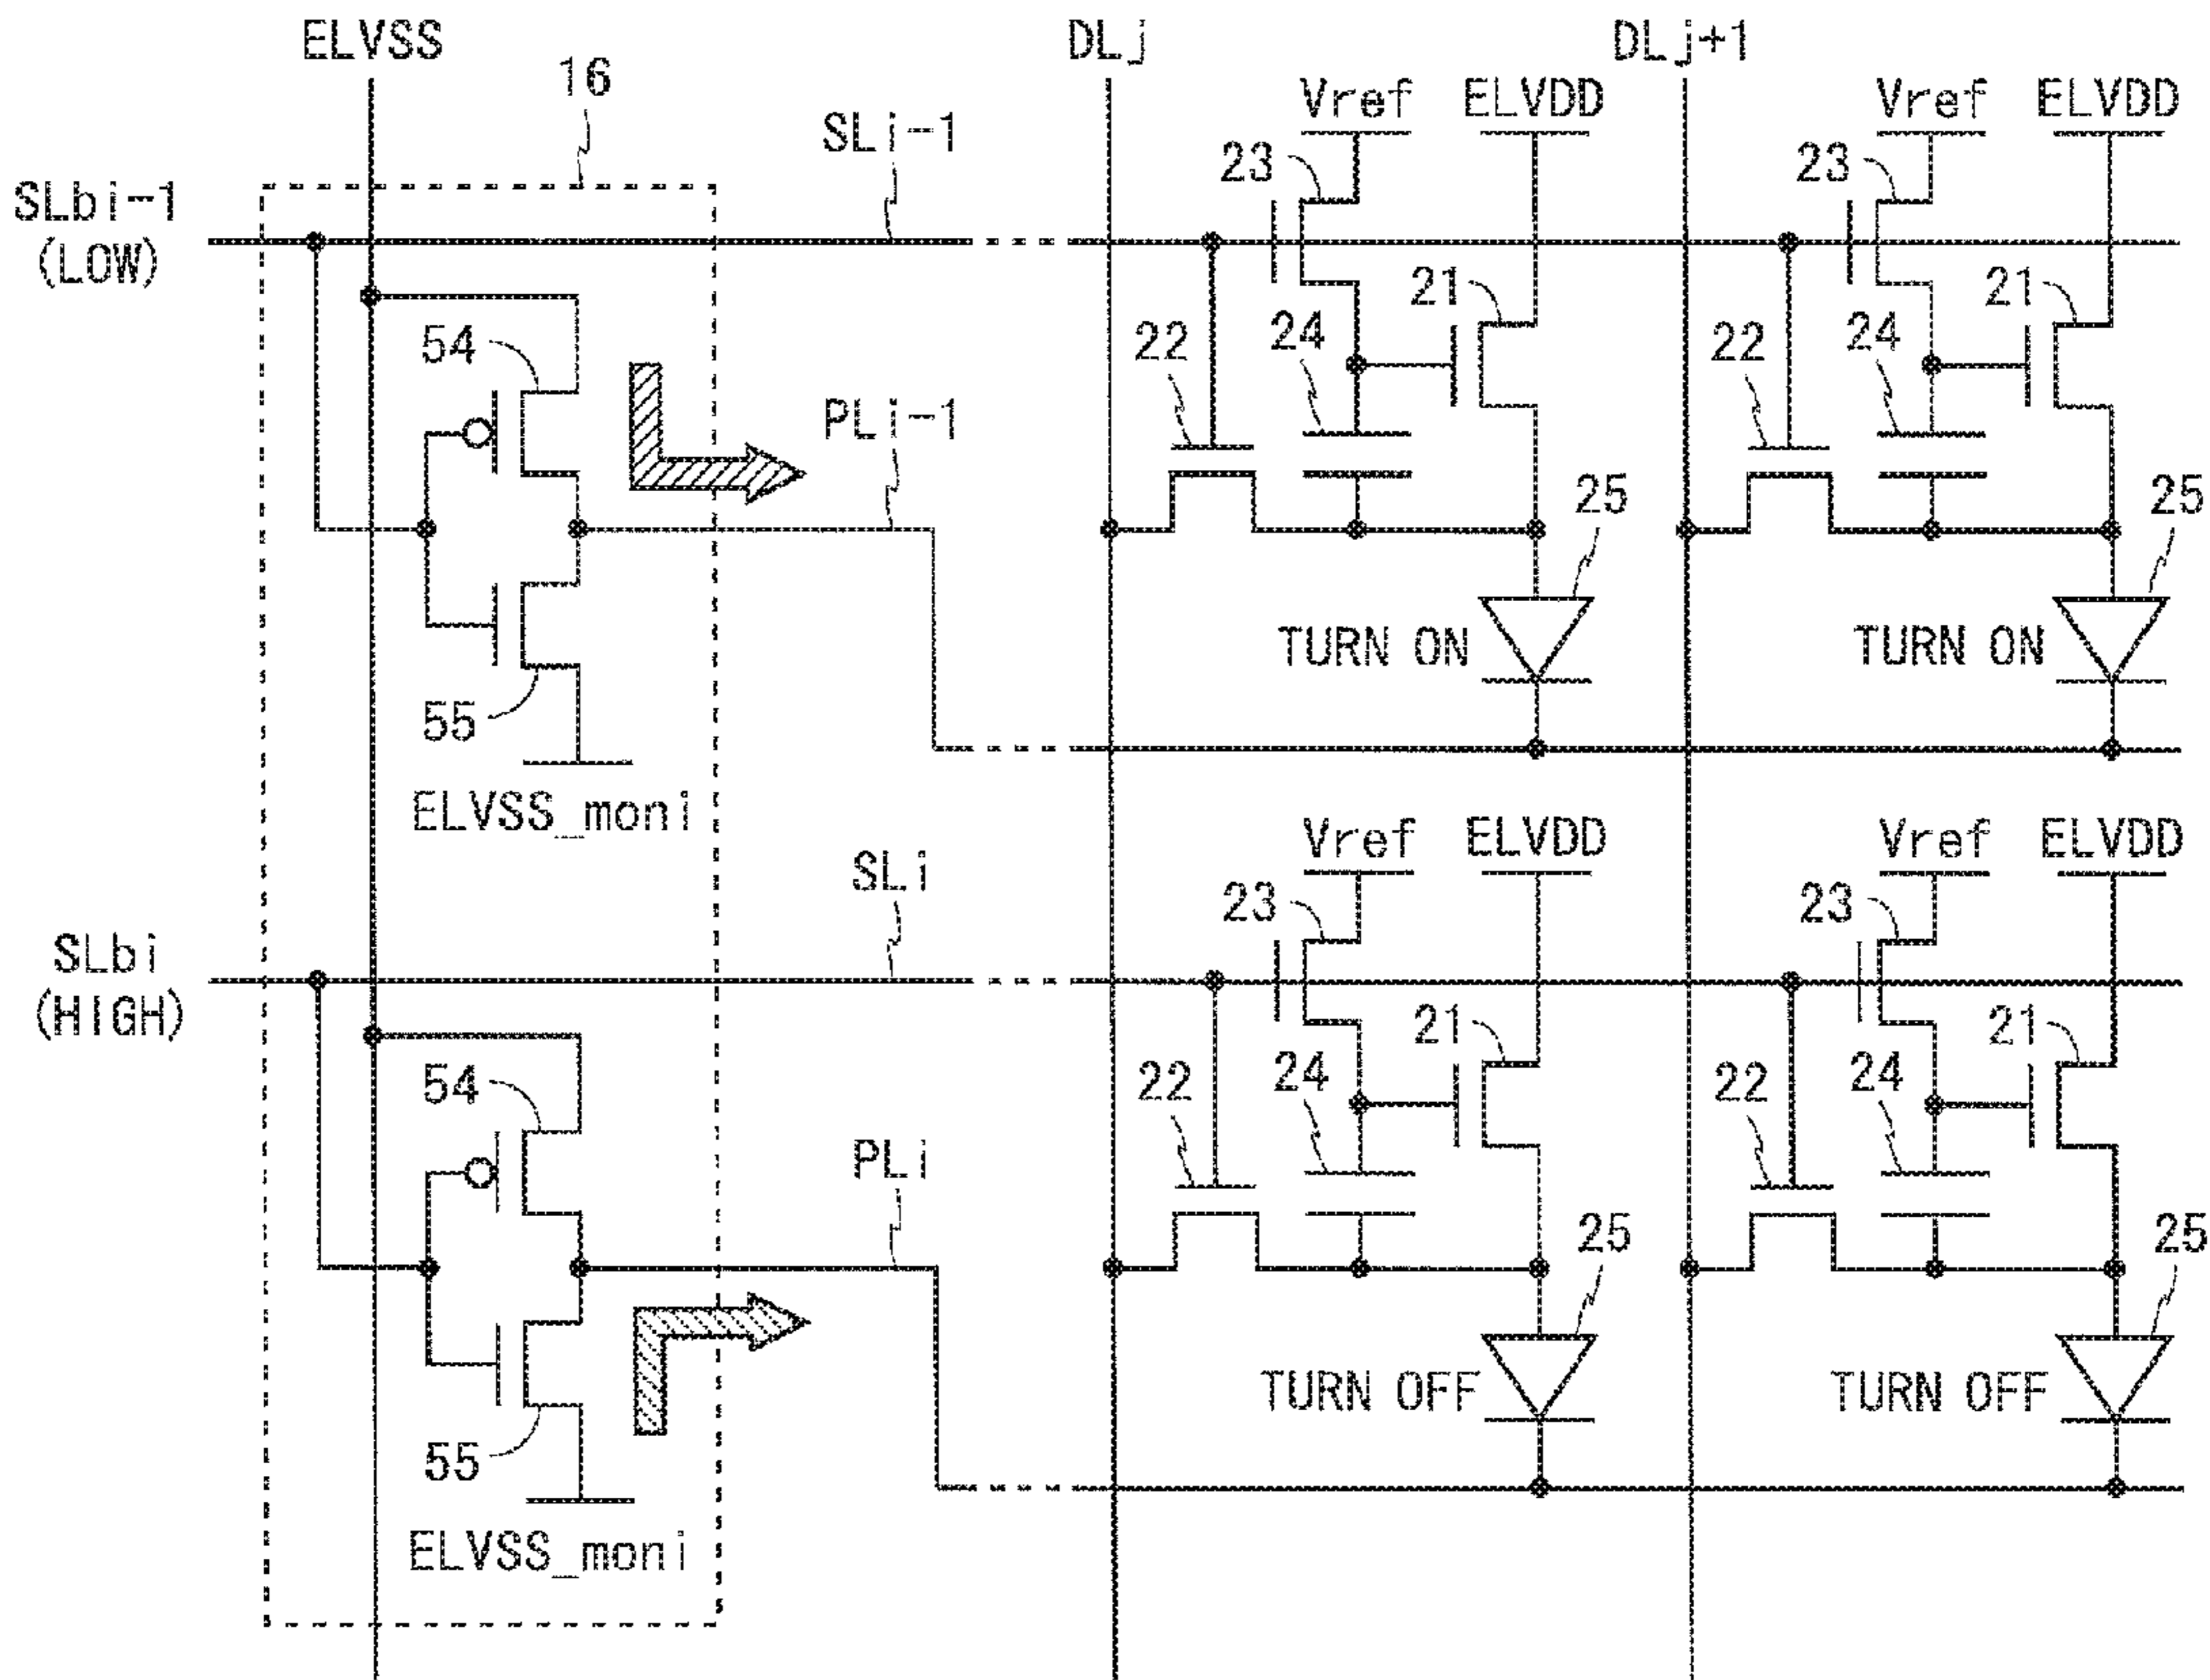 ELVSS
16
DLj
DLj+1
SLi-1
Vref
ELVDD
Vref
ELVDD
23
23
SLbi-1
(LOW)
54
22
24
21
22
24
21
PLi-1
25
25
TURN ON
TURN ON
55
ELVSS_moni
SLi
Vref
ELVDD
Vref
ELVDD
23
23
SLbi
(HIGH)
54
22
24
21
22
24
21
PLi
25
25
TURN OFF
TURN OFF
55
ELVSS_moni